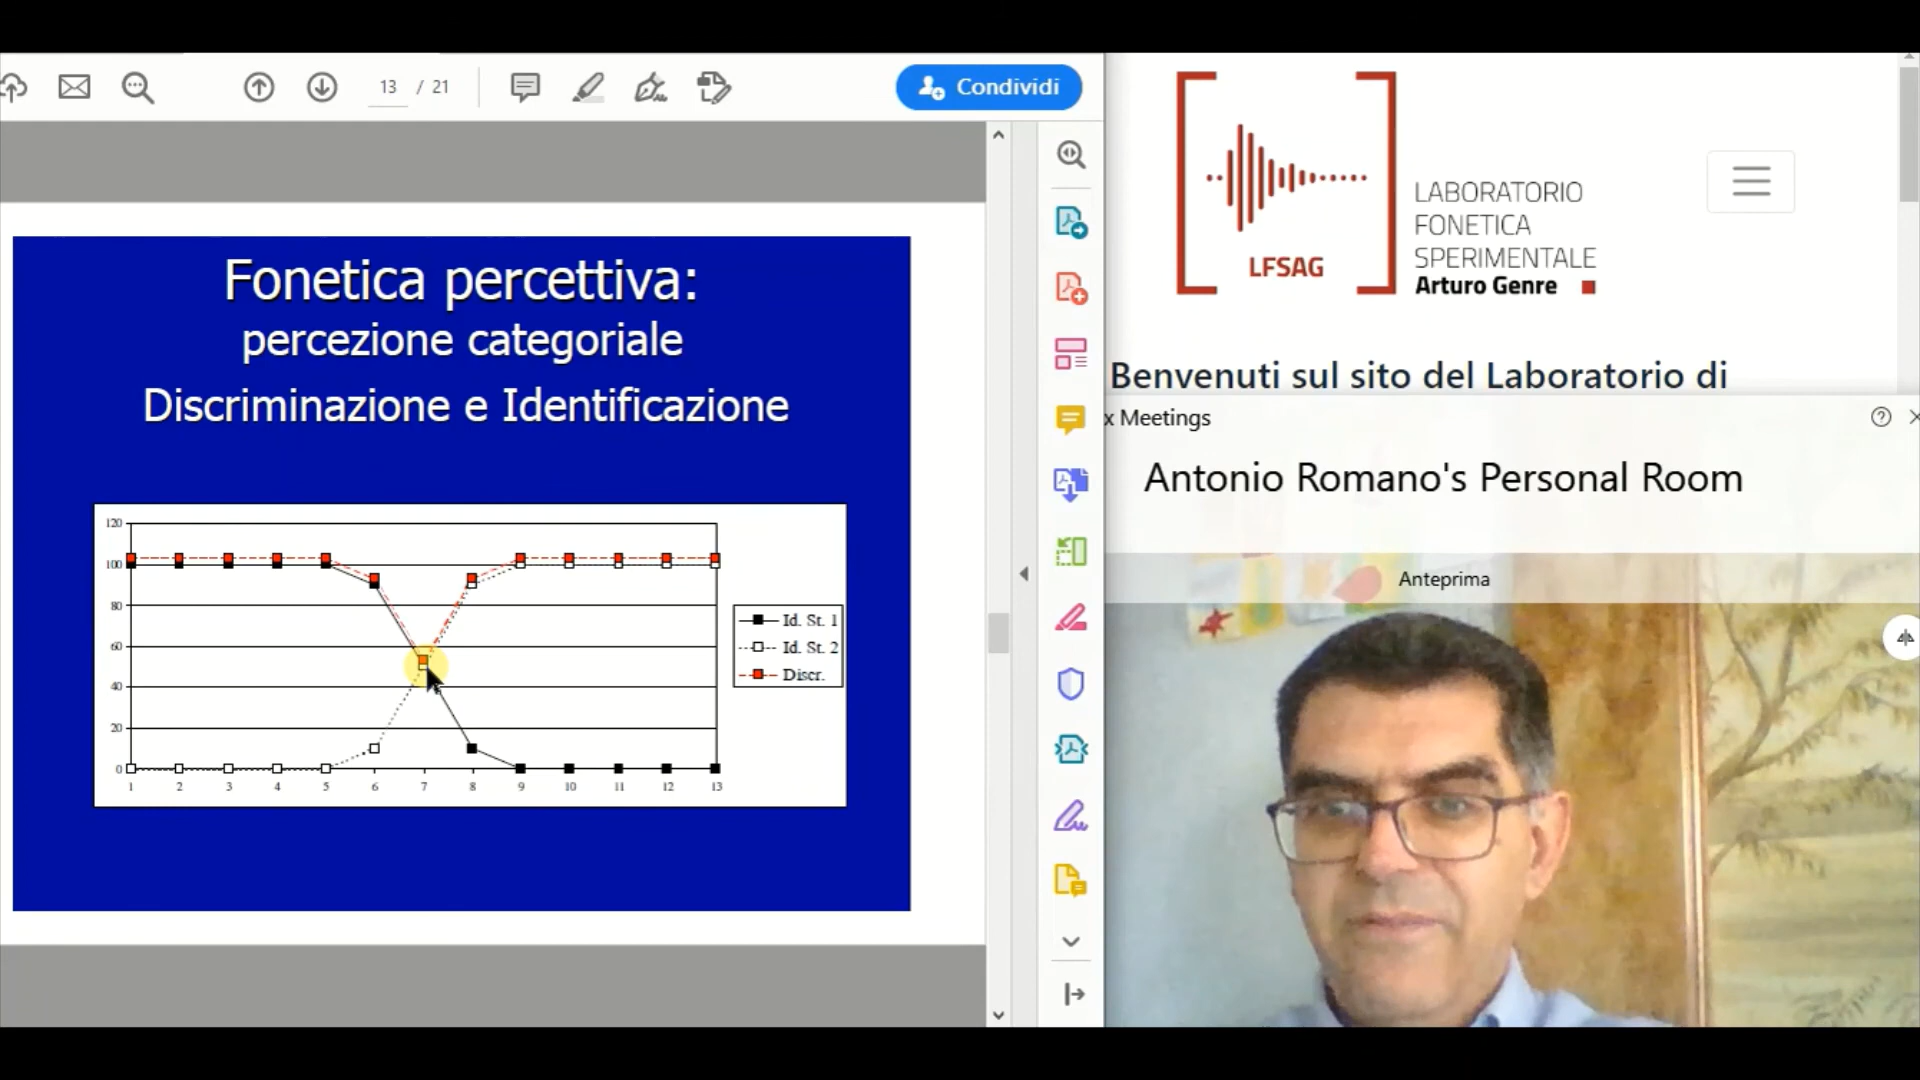 13 / 21
Condividi
Fonetica percettiva:
percezione categoriale
Discriminazione e Identificazione
120
100
80
60
40
20
0
1 2 3 4 5 6 7 8 9 10 11 12 13
Id. St. 1
Id. St. 2
Discr.
LFSAG
LABORATORIO
FONETICA
SPERIMENTALE
Arturo Genre
Benvenuti sul sito del Laboratorio di
x Meetings
Antonio Romano's Personal Room
Anteprima